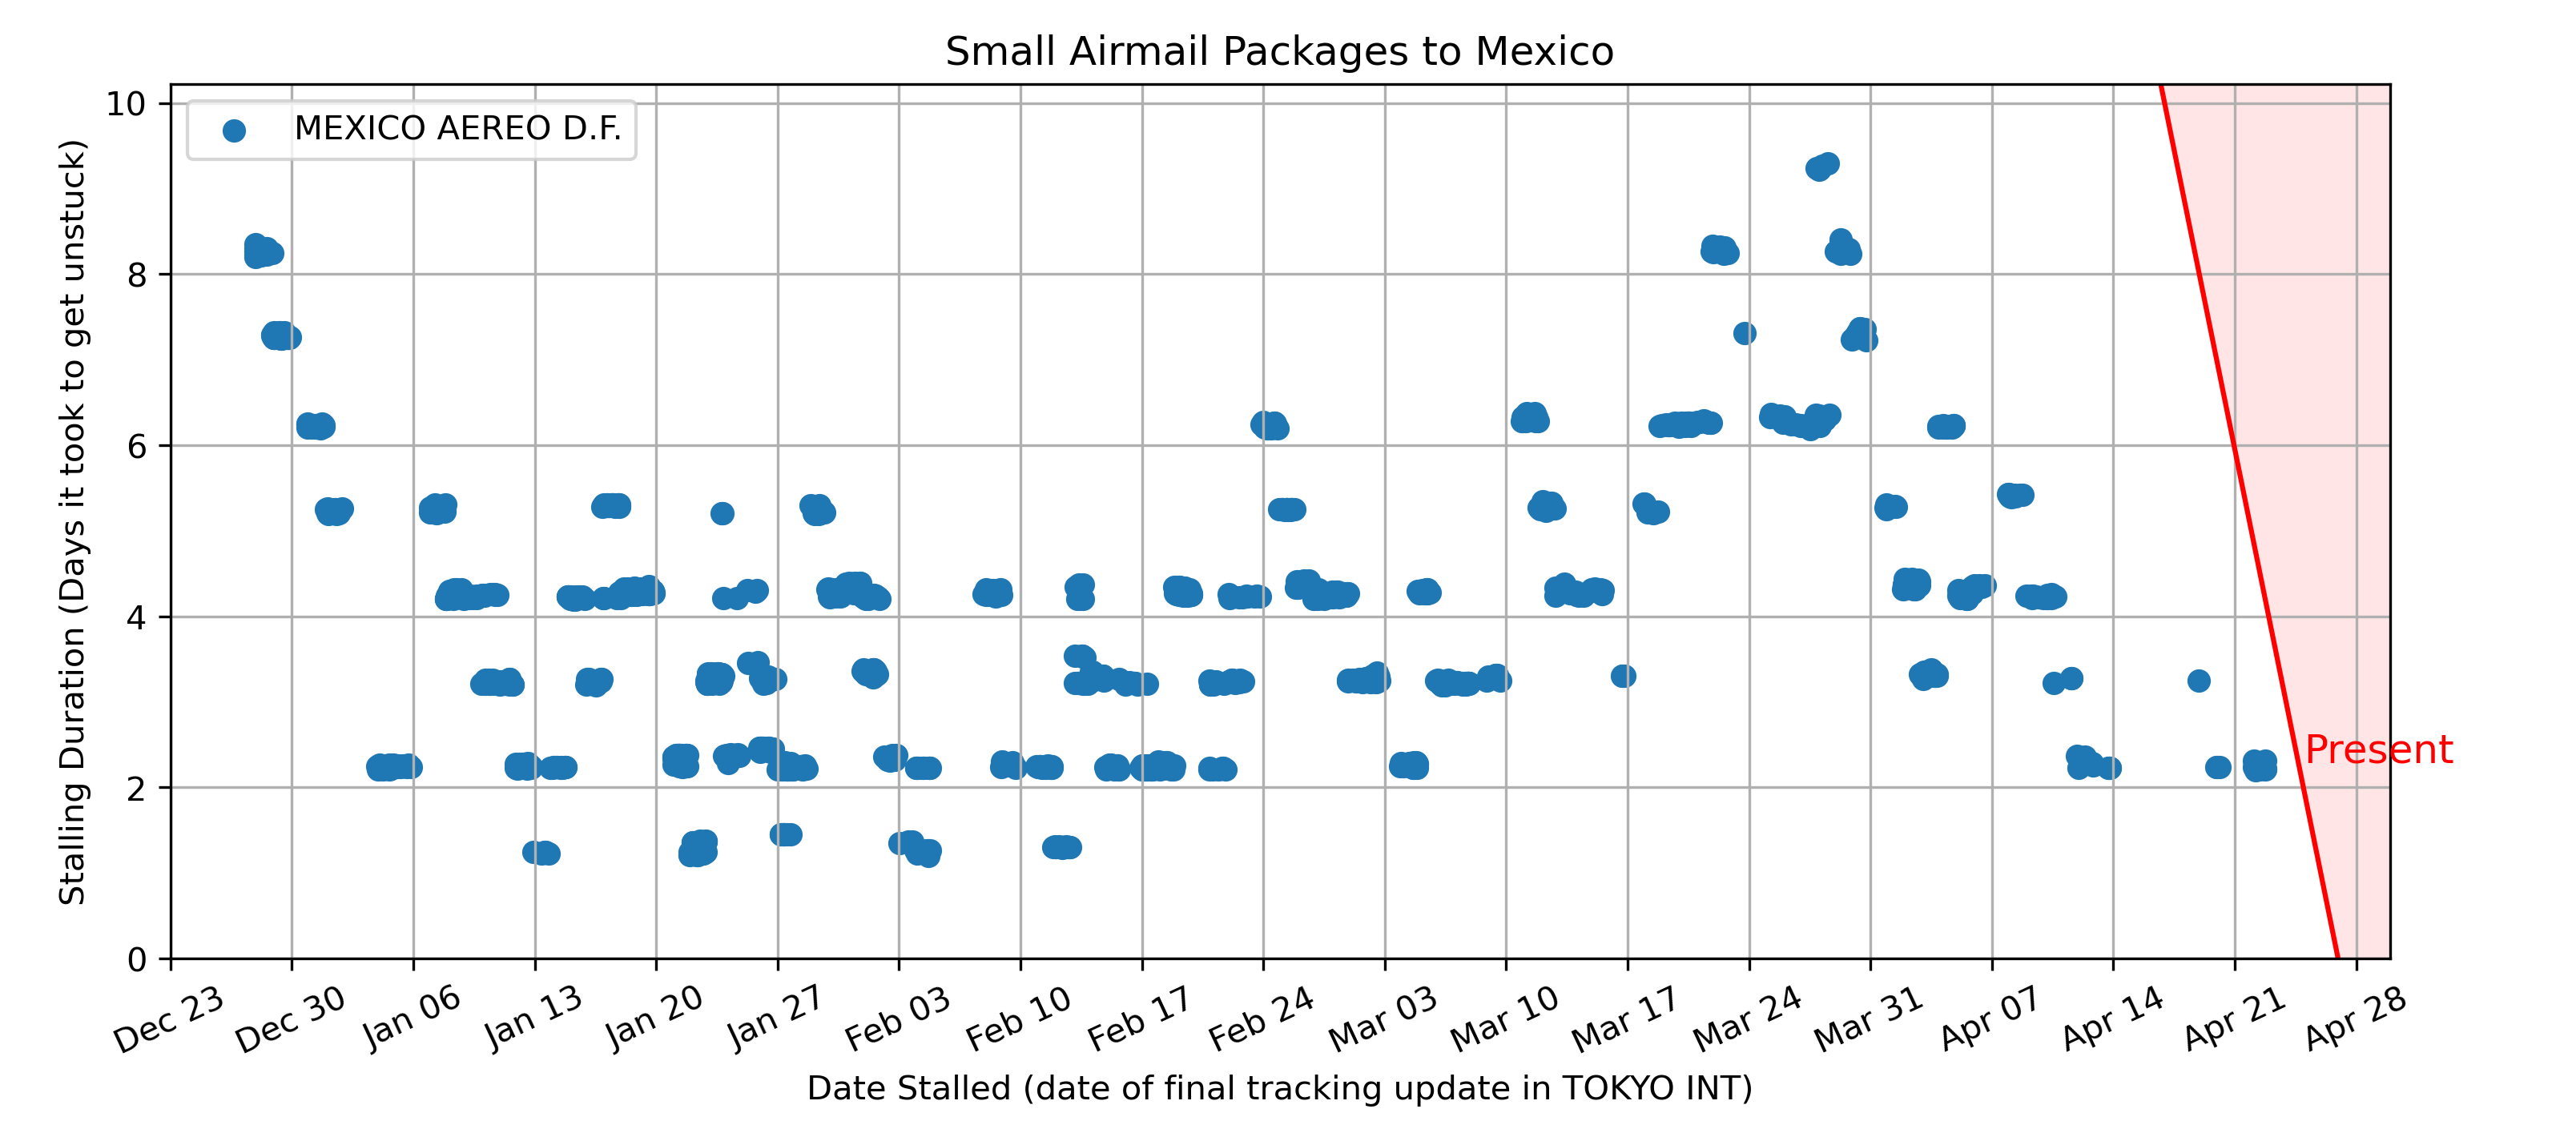 Small Airmail Packages to Mexico
MEXICO AEREO D.F.
Stalling Duration (Days it took to get unstuck)
10
8
6
4
2
0
Present
Dec 23
Dec 30
Jan 06
Jan 13
Jan 20
Jan 27
Feb 03
Feb 10
Feb 17
Feb 24
Mar 03
Mar 10
Mar 17
Mar 24
Mar 31
Apr 07
Apr 14
Apr 21
Apr 28
Date Stalled (date of final tracking update in TOKYO INT)